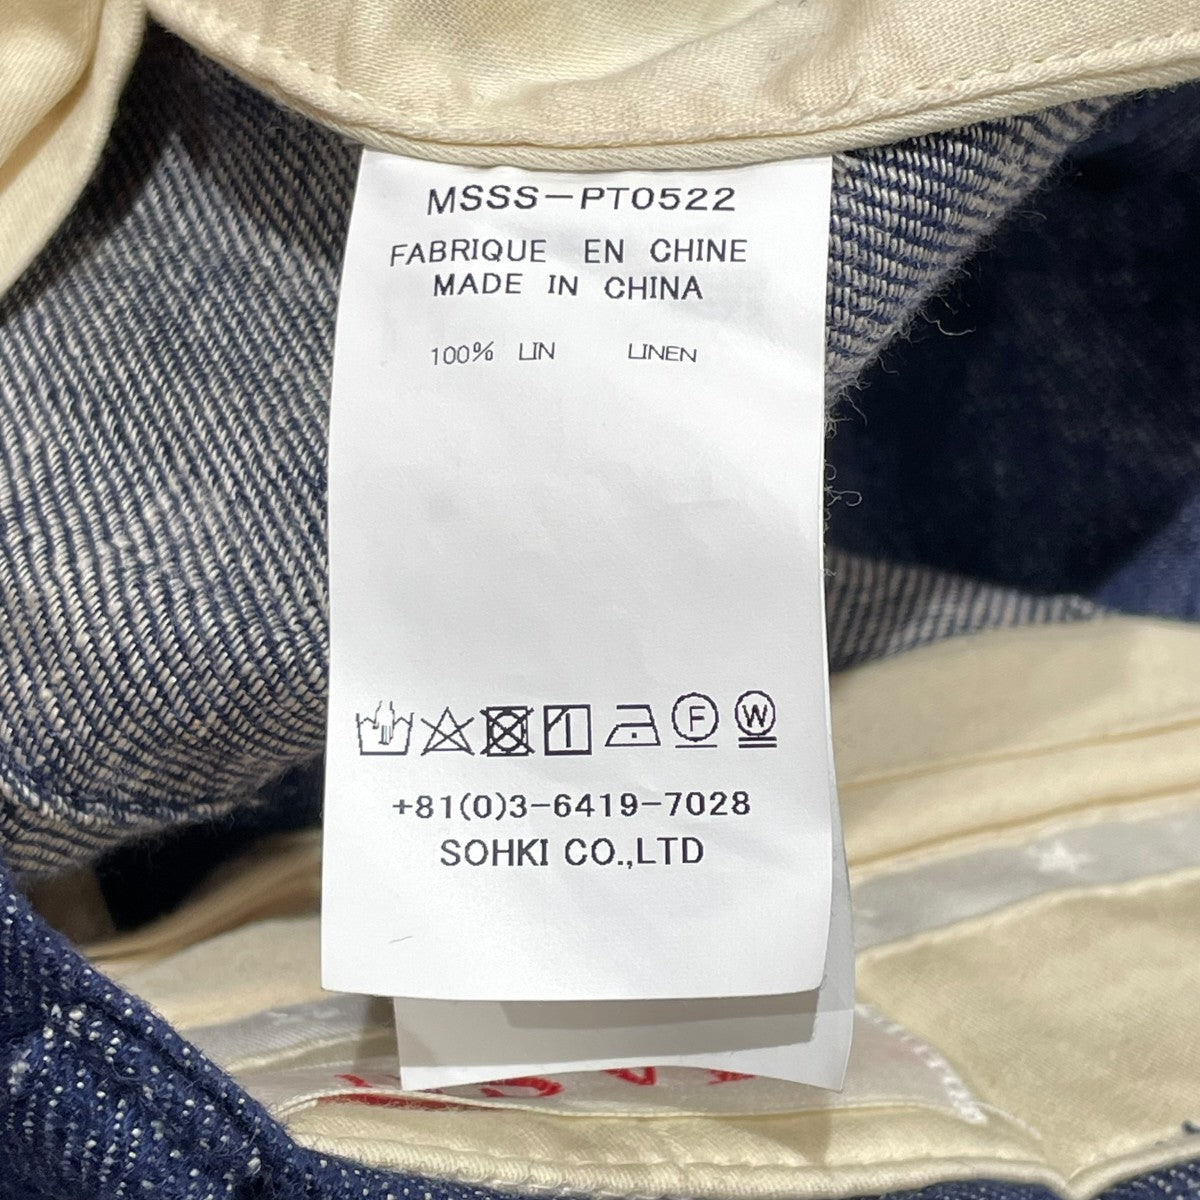 MSSS-PT0522
FABRIQUE EN CHINE
MADE IN CHINA
100% LIN LINEN
F W
+81(0)3-6419-7028
SOHKI CO.,LTD